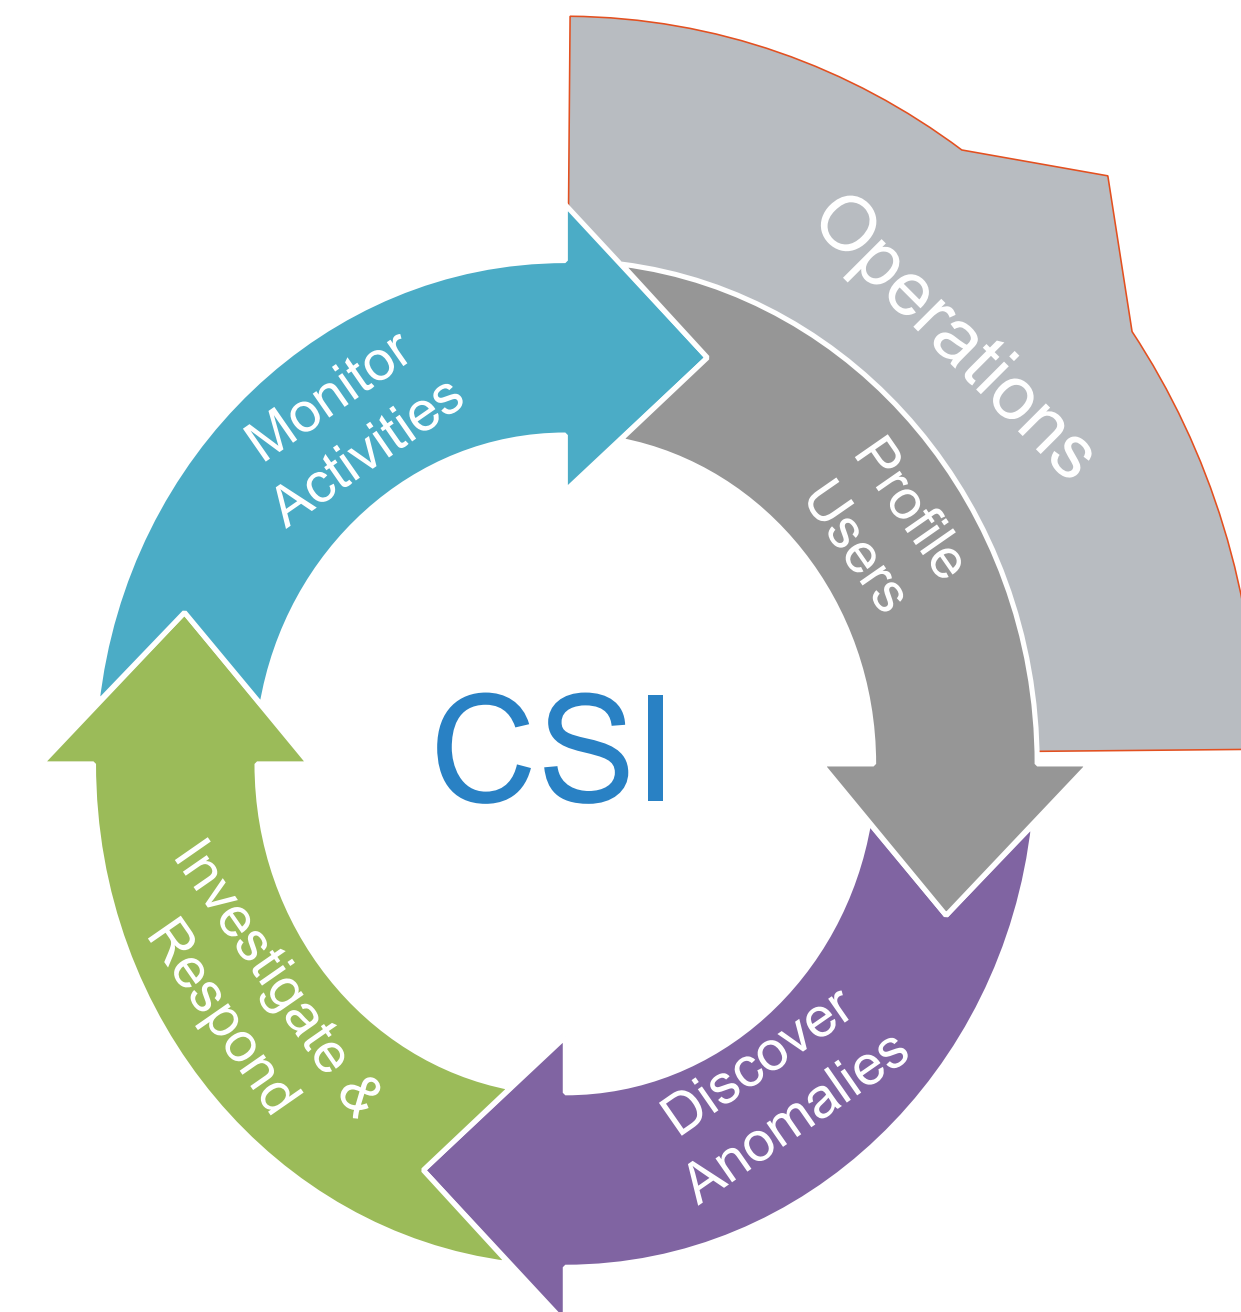 Operations
Monitor
Activities
Profile
Users
CSI
Investigate &
Respond
Discover
Anomalies